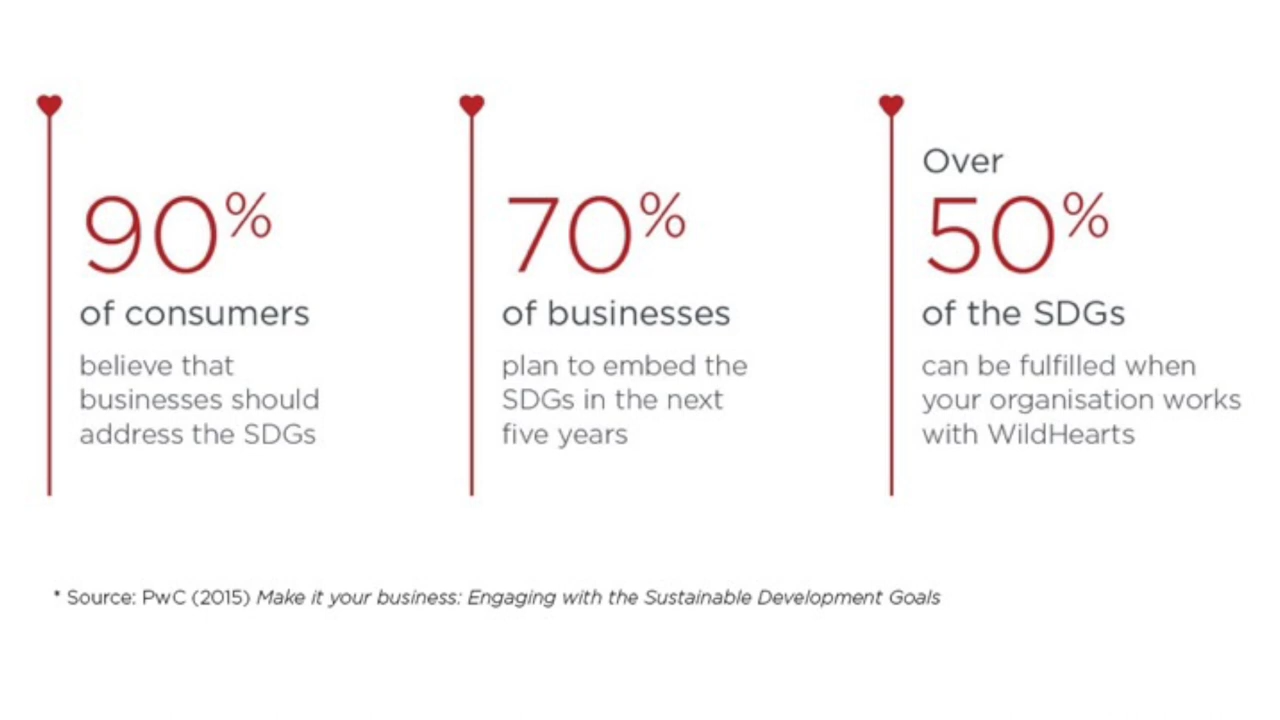 90%
of consumers
believe that
businesses should
address the SDGs
70%
of businesses
plan to embed the
SDGs in the next
five years
Over
50%
of the SDGs
can be fulfilled when
your organisation works
with WildHearts
* Source: PwC (2015) Make it your business: Engaging with the Sustainable Development Goals